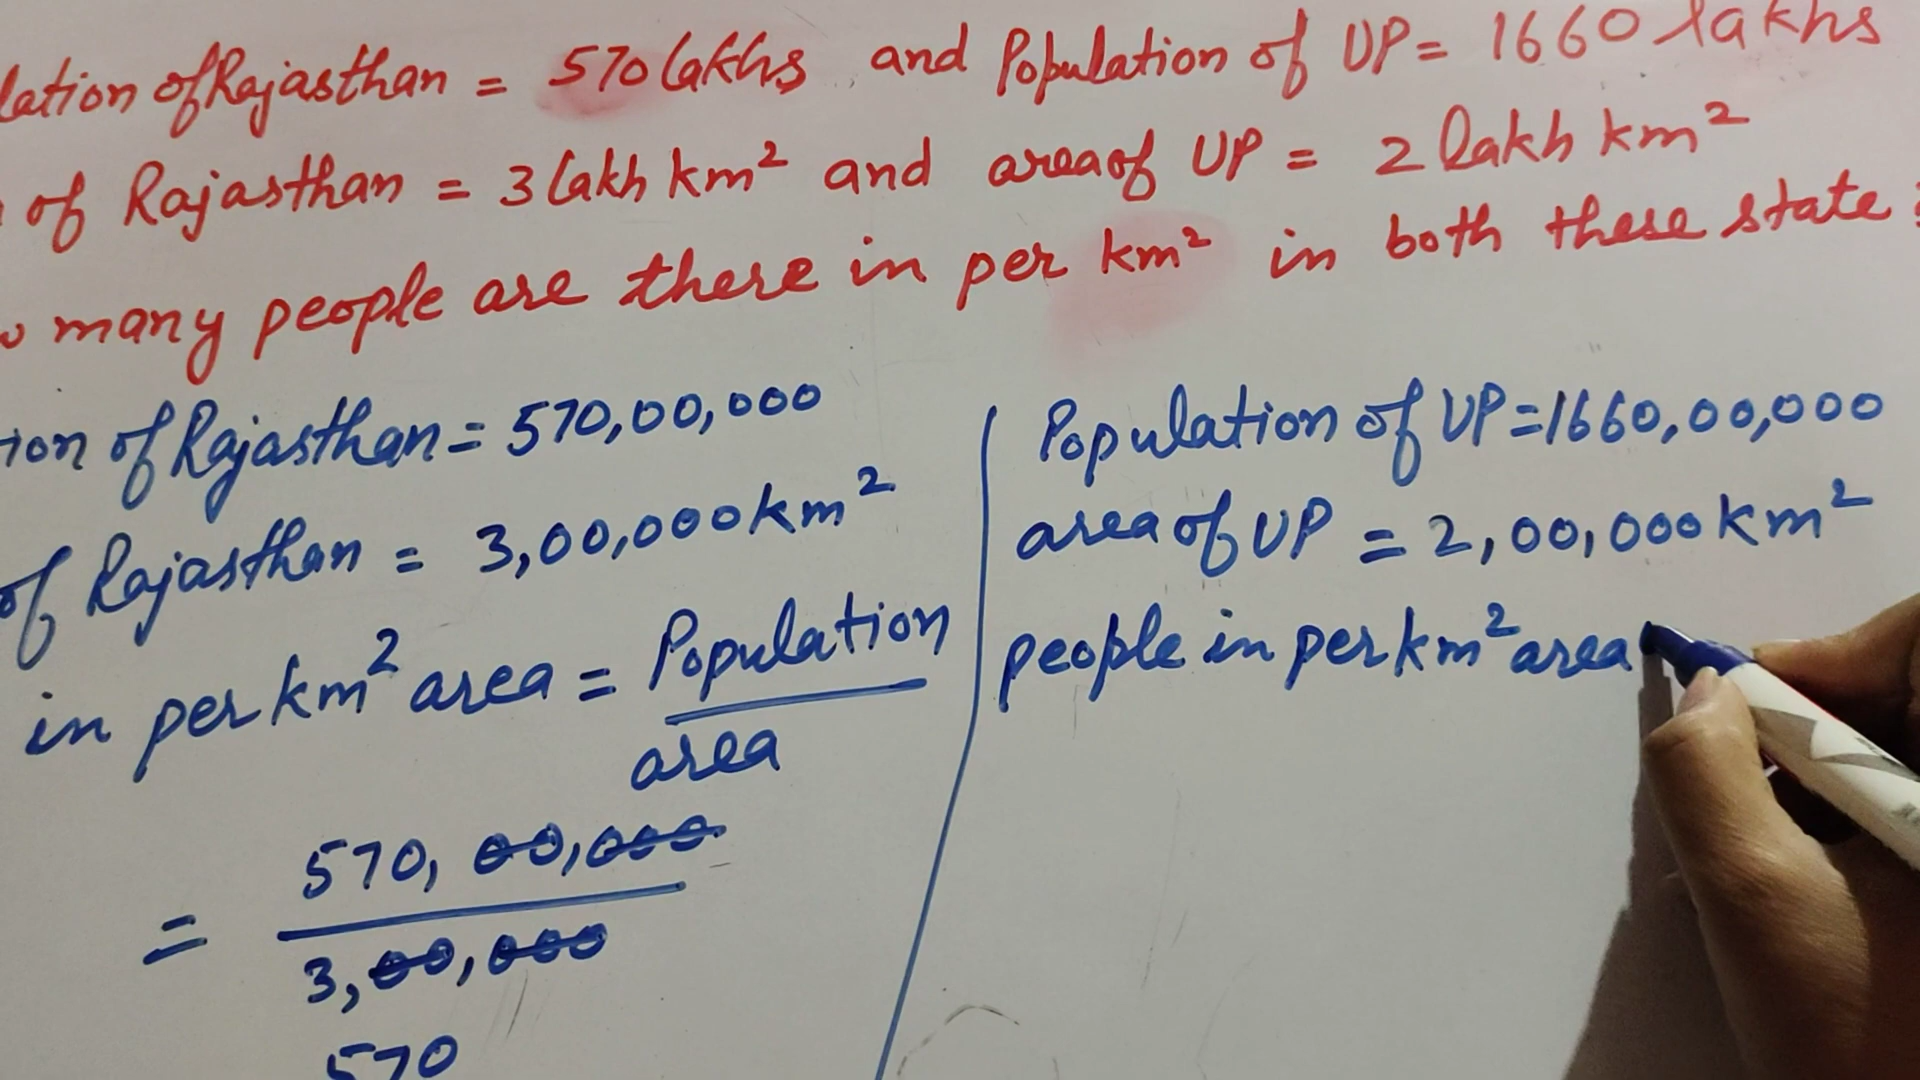 lation of Rajasthan = 570 lakhs and Population of UP = 1660 lakhs
of Rajasthan = 3 lakh km² and area of UP = 2 lakh km²
many people are there in per km² in both these state ?
ion of Rajasthan = 570,00,000
of Rajasthan = 3,00,000 km²
in per km² area = Population
area
= 570,00,000
3,00,000
570
Population of UP = 1660,00,000
area of UP = 2,00,000 km²
people in per km² area